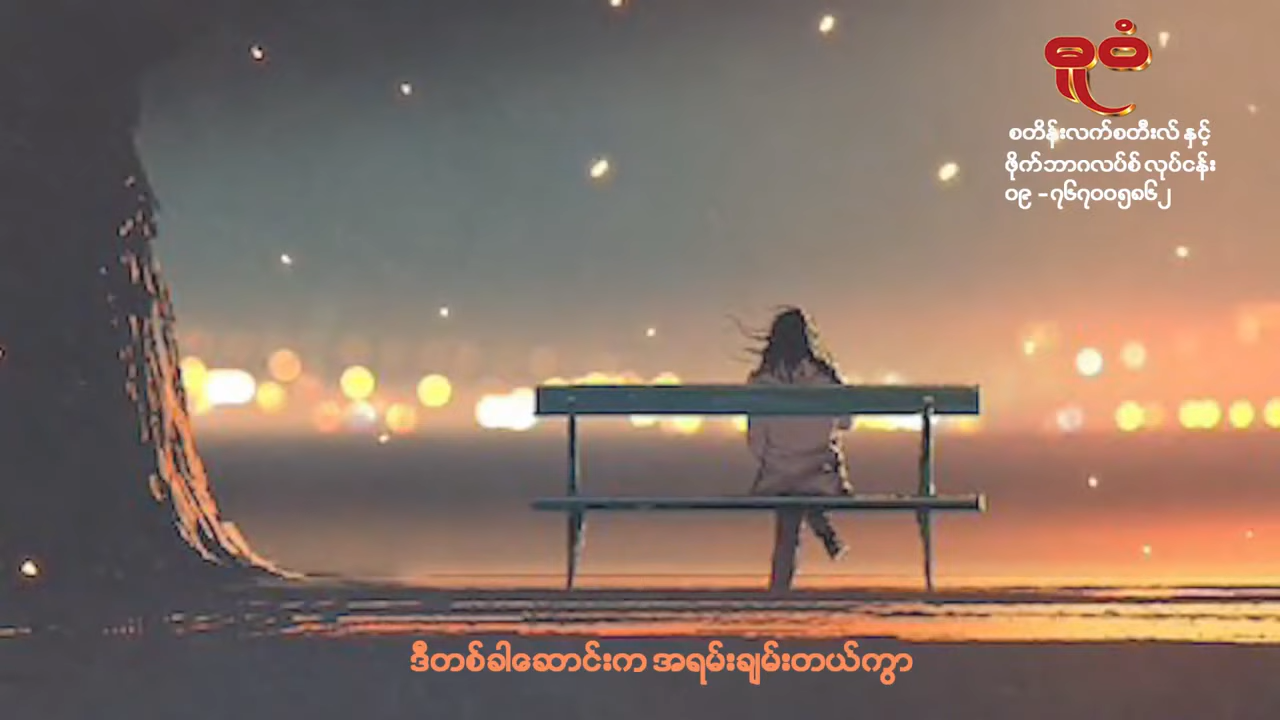 စူဝံ
စတိန်းလက်စတီးလ် နှင့်
ဖိုက်ဘာဂလပ်စ် လုပ်ငန်း
၀၉ - ၇၆၇၀၀၅၈၆၂
ဒီတစ်ခါဆောင်းက အရမ်းချမ်းတယ်ကွာ